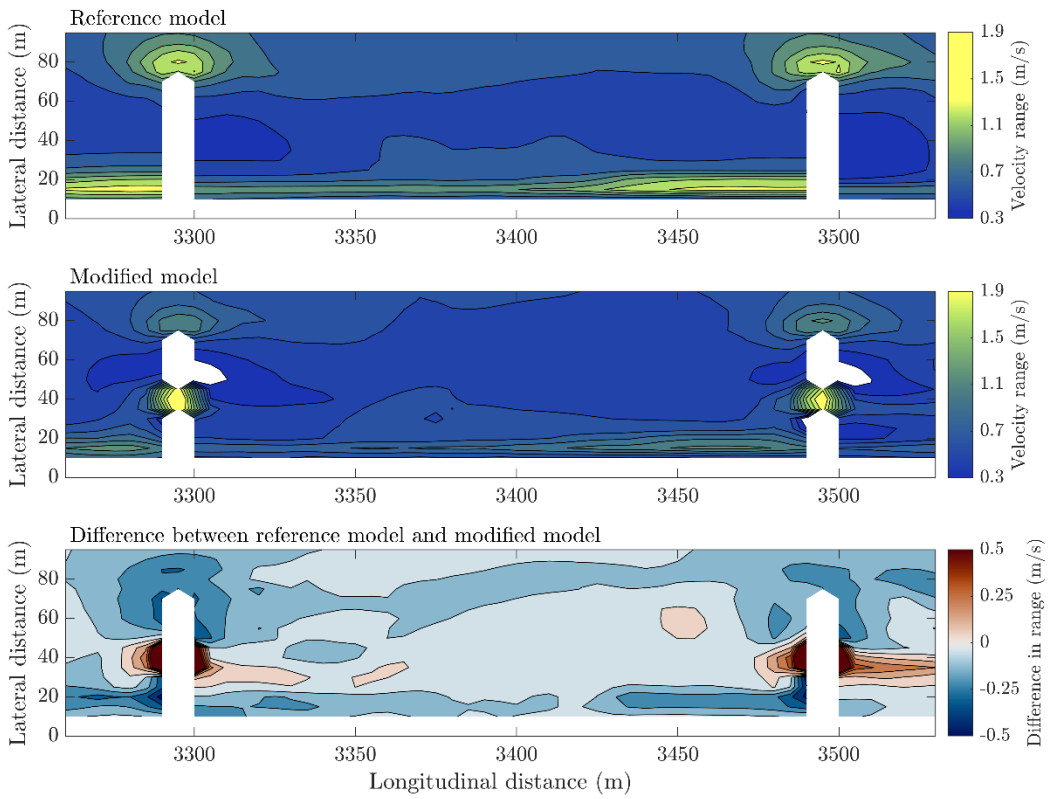 Reference model
Lateral distance (m)
80
60
40
20
0
3300 3350 3400 3450 3500
1.9
1.5
1.1
0.7
0.3
Velocity range (m/s)
Modified model
Lateral distance (m)
80
60
40
20
0
3300 3350 3400 3450 3500
1.9
1.5
1.1
0.7
0.3
Velocity range (m/s)
Difference between reference model and modified model
Lateral distance (m)
80
60
40
20
0
3300 3350 3400 3450 3500
Longitudinal distance (m)
0.5
0.25
0
-0.25
-0.5
Difference in range (m/s)